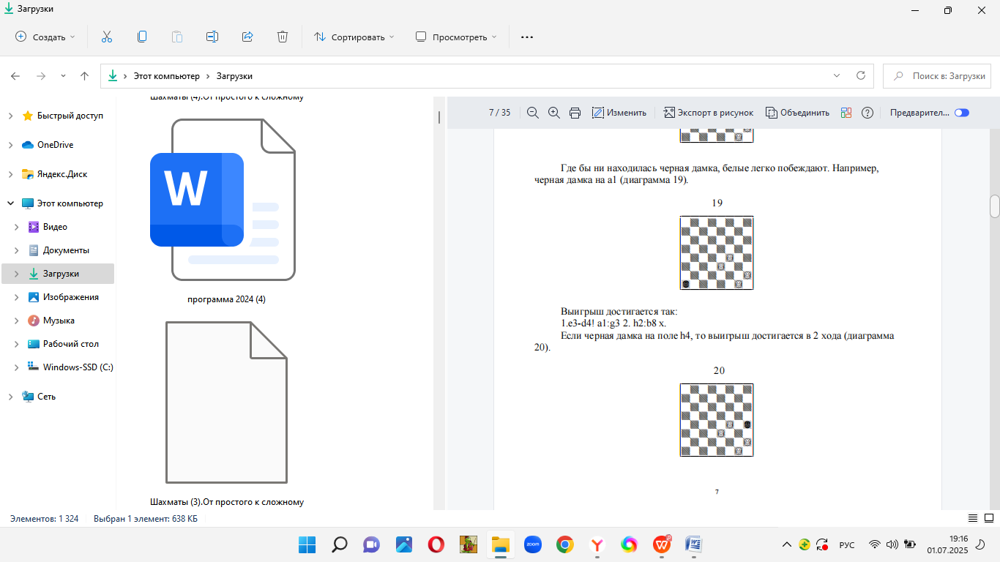 Загрузки
Создать
Сортировать
Просмотреть
Этот компьютер
Загрузки
Поиск в: Загрузки
Быстрый доступ
OneDrive
Яндекс.Диск
Этот компьютер
Видео
Документы
Загрузки
Изображения
Музыка
Рабочий стол
Windows-SSD (C:)
Сеть
Шахматы (4).От простого к сложному
W
программа 2024 (4)
Шахматы (3).От простого к сложному
7 / 35
Изменить
Экспорт в рисунок
Объединить
Предварител...
Где бы ни находилась черная дамка, белые легко побеждают. Например,
черная дамка на a1 (диаграмма 19).
19
Выигрыш достигается так:
1.e3-d4! a1:g3 2. h2:b8 x.
Если черная дамка на поле h4, то выигрыш достигается в 2 хода (диаграмма
20).
20
7
Элементов: 1 324
Выбран 1 элемент: 638 КБ
zoom
РУС
19:16
01.07.2025